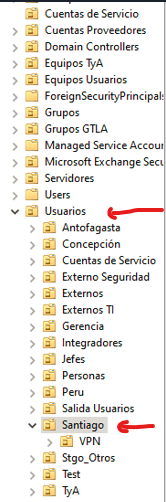 Cuentas de Servicio
Cuentas Proveedores
Domain Controllers
Equipos TyA
Equipos Usuarios
ForeignSecurityPrincipals
Grupos
Grupos GTLA
Managed Service Accour
Microsoft Exchange Secu
Servidores
Users
Usuarios
Antofagasta
Concepción
Cuentas de Servicio
Externo Seguridad
Externos
Externos TI
Gerencia
Integradores
Jefes
Personas
Peru
Salida Usuarios
Santiago
VPN
Stgo_Otros
Test
TyA